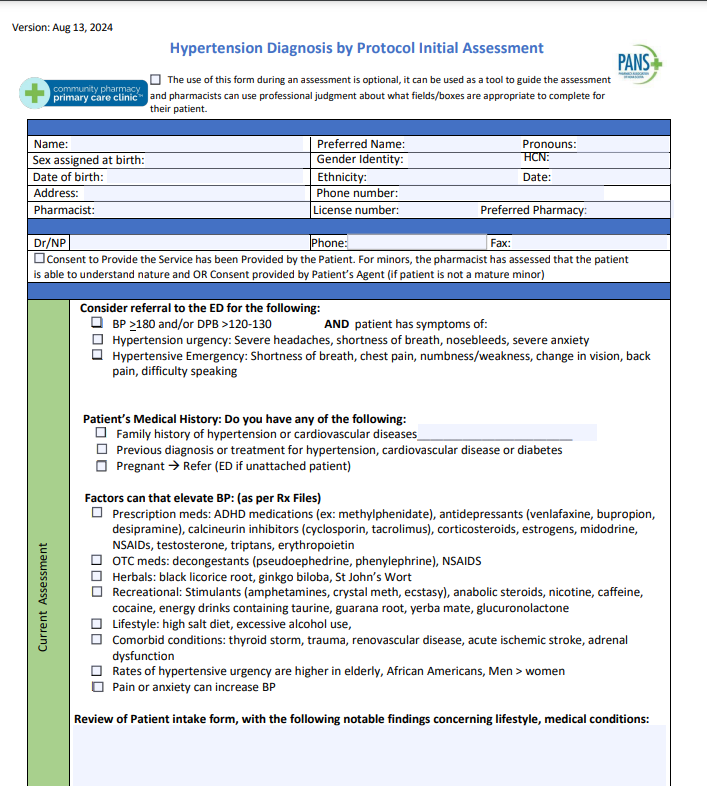 Version: Aug 13, 2024
Hypertension Diagnosis by Protocol Initial Assessment
PANS
PHARMACY ASSOCIATION OF NOVA SCOTIA
community pharmacy
primary care clinic™
The use of this form during an assessment is optional, it can be used as a tool to guide the assessment
and pharmacists can use professional judgment about what fields/boxes are appropriate to complete for
their patient.
Name: Preferred Name: Pronouns:
Sex assigned at birth: Gender Identity: HCN:
Date of birth: Ethnicity: Date:
Address: Phone number:
Pharmacist: License number: Preferred Pharmacy:
Dr/NP Phone: Fax:
Consent to Provide the Service has been Provided by the Patient. For minors, the pharmacist has assessed that the patient
is able to understand nature and OR Consent provided by Patient's Agent (if patient is not a mature minor)
Current Assessment
Consider referral to the ED for the following:
BP ≥180 and/or DPB >120-130 AND patient has symptoms of:
Hypertension urgency: Severe headaches, shortness of breath, nosebleeds, severe anxiety
Hypertensive Emergency: Shortness of breath, chest pain, numbness/weakness, change in vision, back
pain, difficulty speaking
Patient's Medical History: Do you have any of the following:
Family history of hypertension or cardiovascular diseases
Previous diagnosis or treatment for hypertension, cardiovascular disease or diabetes
Pregnant → Refer (ED if unattached patient)
Factors can that elevate BP: (as per Rx Files)
Prescription meds: ADHD medications (ex: methylphenidate), antidepressants (venlafaxine, bupropion,
desipramine), calcineurin inhibitors (cyclosporin, tacrolimus), corticosteroids, estrogens, midodrine,
NSAIDs, testosterone, triptans, erythropoietin
OTC meds: decongestants (pseudoephedrine, phenylephrine), NSAIDS
Herbals: black licorice root, ginkgo biloba, St John's Wort
Recreational: Stimulants (amphetamines, crystal meth, ecstasy), anabolic steroids, nicotine, caffeine,
cocaine, energy drinks containing taurine, guarana root, yerba mate, glucuronolactone
Lifestyle: high salt diet, excessive alcohol use,
Comorbid conditions: thyroid storm, trauma, renovascular disease, acute ischemic stroke, adrenal
dysfunction
Rates of hypertensive urgency are higher in elderly, African Americans, Men > women
Pain or anxiety can increase BP
Review of Patient intake form, with the following notable findings concerning lifestyle, medical conditions: